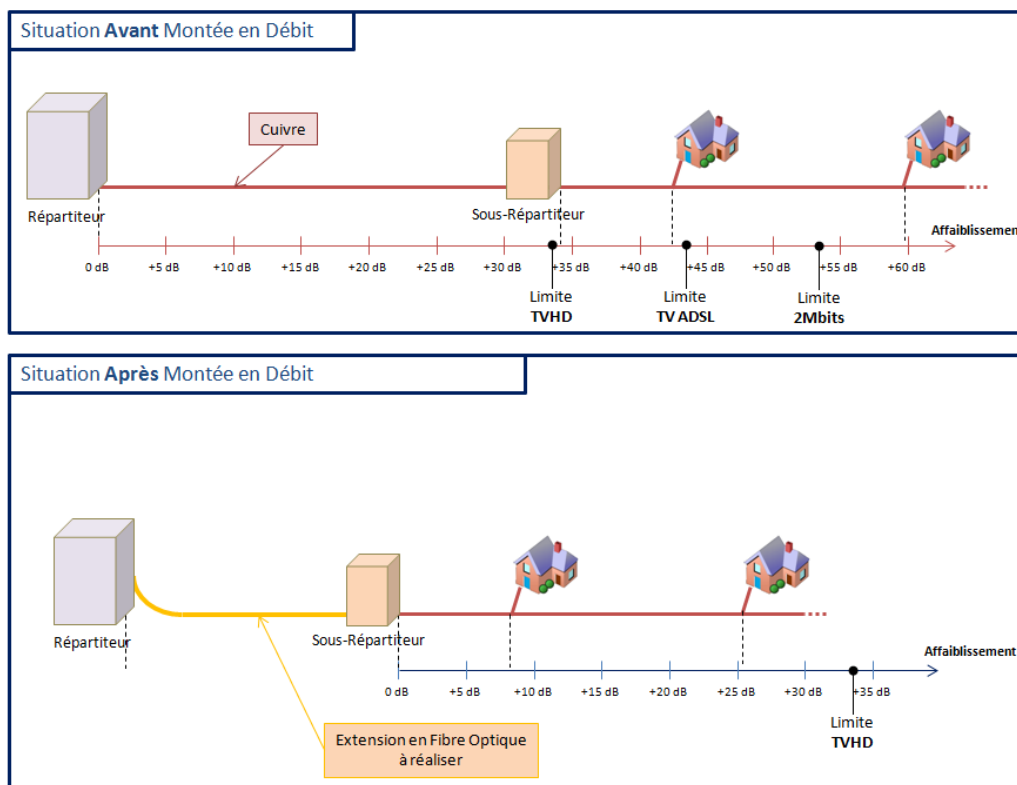 Situation Avant Montée en Débit
Cuivre
Répartiteur
Sous-Répartiteur
Affaiblissement
0 dB +5 dB +10 dB +15 dB +20 dB +25 dB +30 dB +35 dB +40 dB +45 dB +50 dB +55 dB +60 dB
Limite TVHD
Limite TV ADSL
Limite 2Mbits
Situation Après Montée en Débit
Répartiteur
Sous-Répartiteur
Affaiblissement
0 dB +5 dB +10 dB +15 dB +20 dB +25 dB +30 dB +35 dB
Limite
TVHD
Extension en Fibre Optique
à réaliser